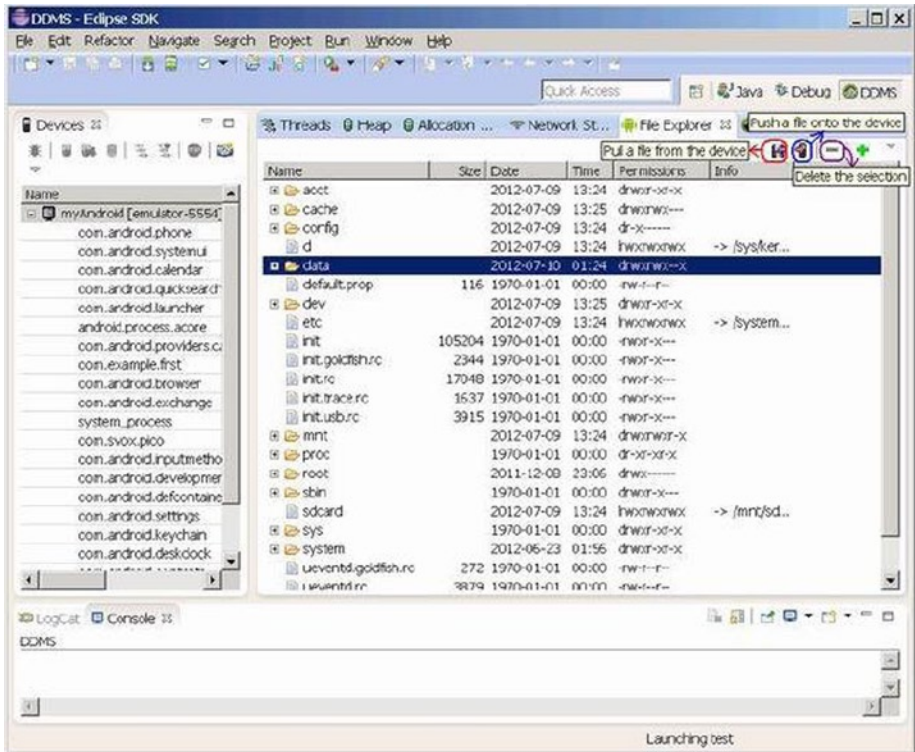 DDMS - Eclipse SDK
File Edit Refactor Navigate Search Project Run Window Help
Quick Access Java Debug DDMS
Devices
Threads Heap Allocation ... Network St... File Explorer Push a file onto the device
Pull a file from the device
Delete the selection
Name
myAndroid [emulator-5554]
com.android.phone
com.android.systemui
com.android.calendar
com.android.quicksearch
com.android.launcher
android.process.acore
com.android.providers.ca
com.example.first
com.android.browser
com.android.exchange
system_process
com.svox.pico
com.android.inputmetho
com.android.developmer
com.android.defcontaine
com.android.settings
com.android.keychain
com.android.deskclock
Name Size Date Time Permissions Info
acct 2012-07-09 13:24 drwxr-xr-x
cache 2012-07-09 13:25 drwxrwx---
config 2012-07-09 13:24 dr-x------
d 2012-07-09 13:24 lrwxrwxrwx -> /sys/ker...
data 2012-07-10 01:24 drwxrwx--x
default.prop 116 1970-01-01 00:00 -rw-r--r--
dev 2012-07-09 13:25 drwxr-xr-x
etc 2012-07-09 13:24 lrwxrwxrwx -> /system...
init 105204 1970-01-01 00:00 -rwxr-x---
init.goldfish.rc 2344 1970-01-01 00:00 -rwxr-x---
init.rc 17048 1970-01-01 00:00 -rwxr-x---
init.trace.rc 1637 1970-01-01 00:00 -rwxr-x---
init.usb.rc 3915 1970-01-01 00:00 -rwxr-x---
mnt 2012-07-09 13:24 drwxrwxr-x
proc 1970-01-01 00:00 dr-xr-xr-x
root 2011-12-08 23:06 drwx------
sbin 1970-01-01 00:00 drwxr-x---
sdcard 2012-07-09 13:24 lrwxrwxrwx -> /mnt/sd...
sys 1970-01-01 00:00 drwxr-xr-x
system 2012-06-23 01:56 drwxr-xr-x
ueventd.goldfish.rc 272 1970-01-01 00:00 -rw-r--r--
ueventd.rc 3879 1970-01-01 00:00 -rw-r--r--
LogCat Console
DDMS
Launching test